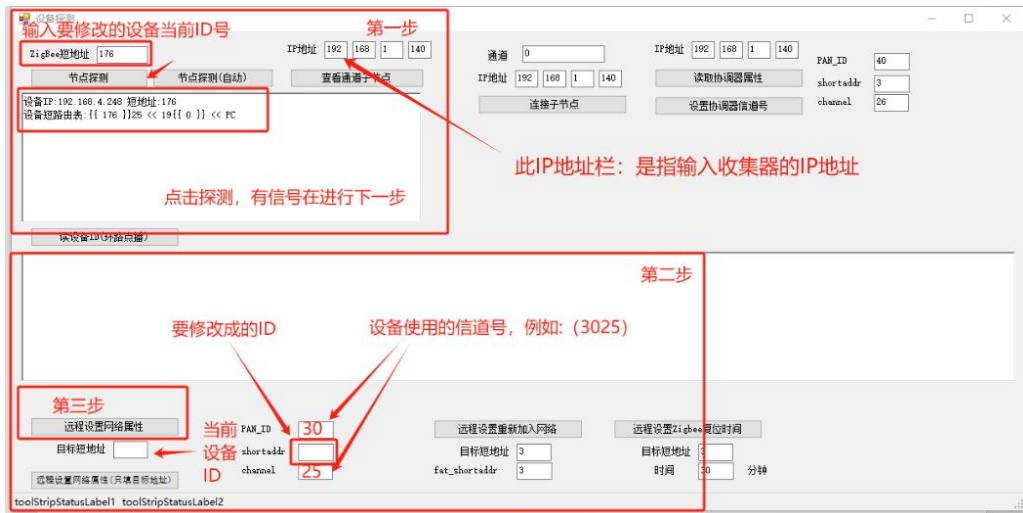 设备探测
输入要修改的设备当前ID号
第一步
ZigBee短地址 176
IP地址 192 168 1 140
节点探测 节点探测(自动) 查看通道子节点
设备IP:192.168.4.248 短地址:176
设备短路由表:{[ 176 ]}25 << 19{[ 0 ]} << PC
点击探测，有信号在进行下一步
通道 0
IP地址 192 168 1 140
连接子节点
IP地址 192 168 1 140
读取协调器属性
设置协调器信道号
PAN_ID 40
shortaddr 3
channel 26
此IP地址栏：是指输入收集器的IP地址
读设备ID(环路点播)
第二步
要修改成的ID
设备使用的信道号，例如:（3025）
第三步
远程设置网络属性
目标短地址
远程设置网络属性(只填目标地址)
当前
设备
ID
PAN_ID 30
shortaddr
channel 25
远程设置重新加入网络
目标短地址 3
fat_shortaddr 3
远程设置Zigbee复位时间
目标短地址 3
时间 30 分钟
toolStripStatusLabel1 toolStripStatusLabel2